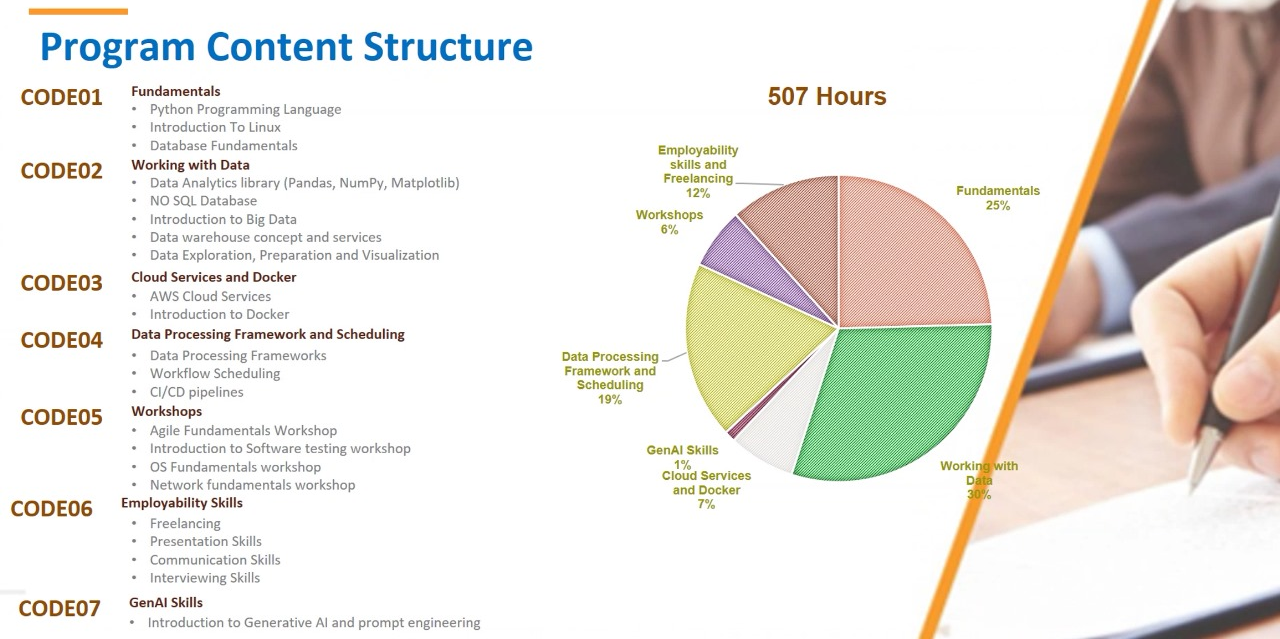 Program Content Structure
CODE01
Fundamentals
• Python Programming Language
• Introduction To Linux
• Database Fundamentals
CODE02
Working with Data
• Data Analytics library (Pandas, NumPy, Matplotlib)
• NO SQL Database
• Introduction to Big Data
• Data warehouse concept and services
• Data Exploration, Preparation and Visualization
CODE03
Cloud Services and Docker
• AWS Cloud Services
• Introduction to Docker
CODE04
Data Processing Framework and Scheduling
• Data Processing Frameworks
• Workflow Scheduling
• CI/CD pipelines
CODE05
Workshops
• Agile Fundamentals Workshop
• Introduction to Software testing workshop
• OS Fundamentals workshop
• Network fundamentals workshop
CODE06
Employability Skills
• Freelancing
• Presentation Skills
• Communication Skills
• Interviewing Skills
CODE07
GenAI Skills
• Introduction to Generative AI and prompt engineering
507 Hours
Employability
skills and
Freelancing
12%
Fundamentals
25%
Workshops
6%
Data Processing
Framework and
Scheduling
19%
GenAI Skills
1%
Cloud Services
and Docker
7%
Working with
Data
30%